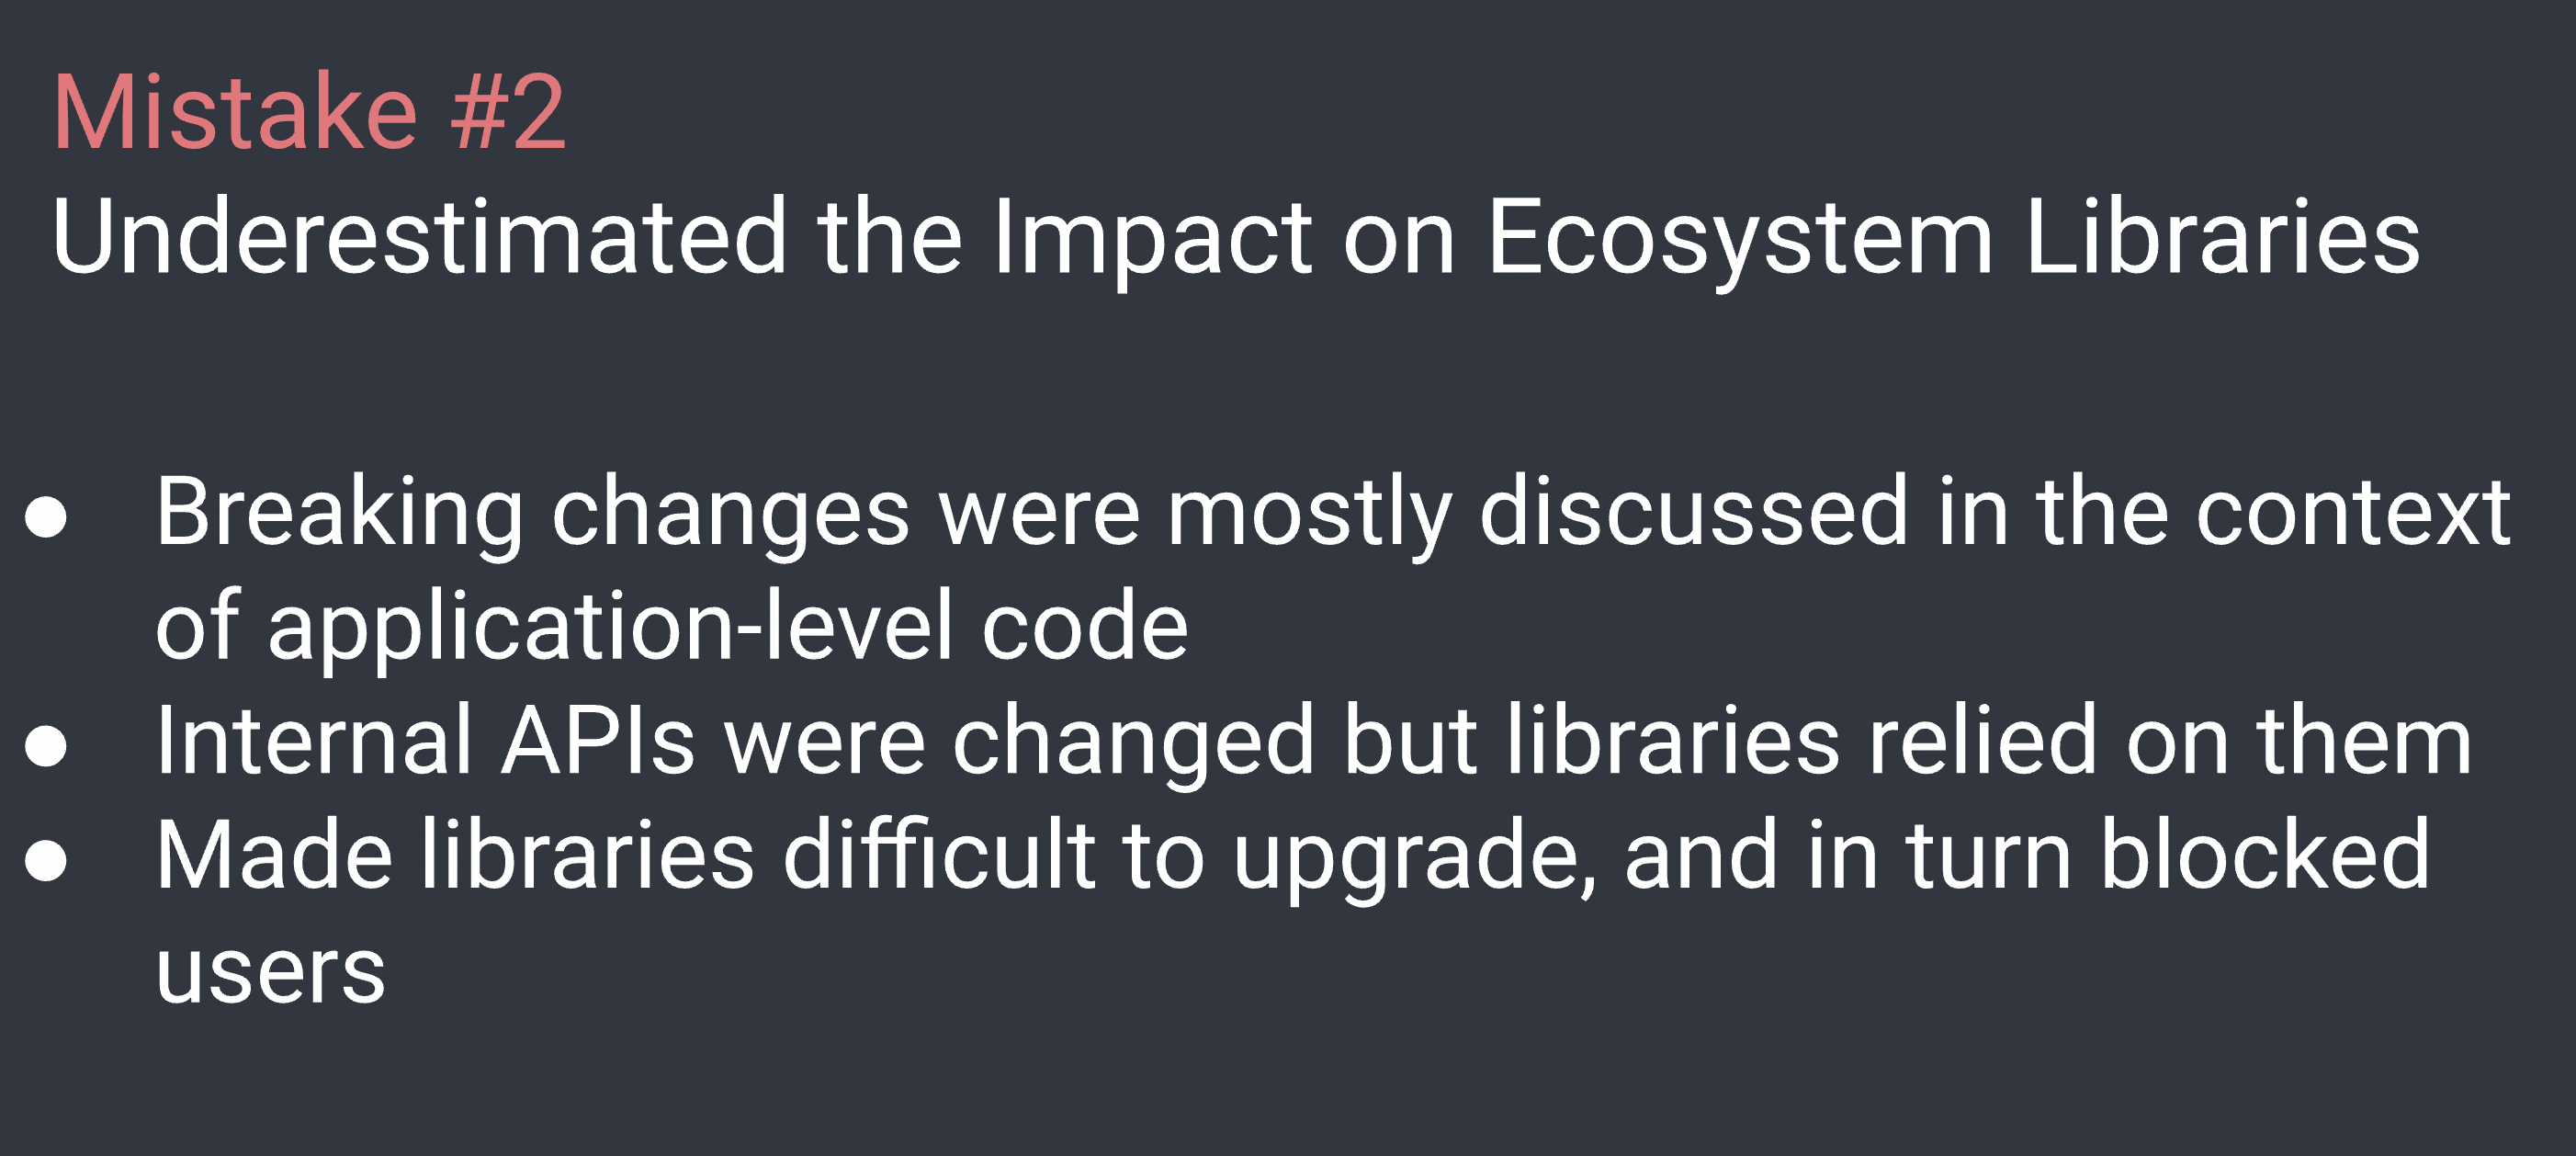 Mistake #2
Underestimated the Impact on Ecosystem Libraries
● Breaking changes were mostly discussed in the context
of application-level code
● Internal APIs were changed but libraries relied on them
● Made libraries difficult to upgrade, and in turn blocked
users